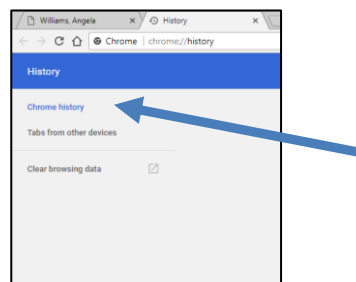 Williams, Angela
History
Chrome chrome://history
History
Chrome history
Tabs from other devices
Clear browsing data